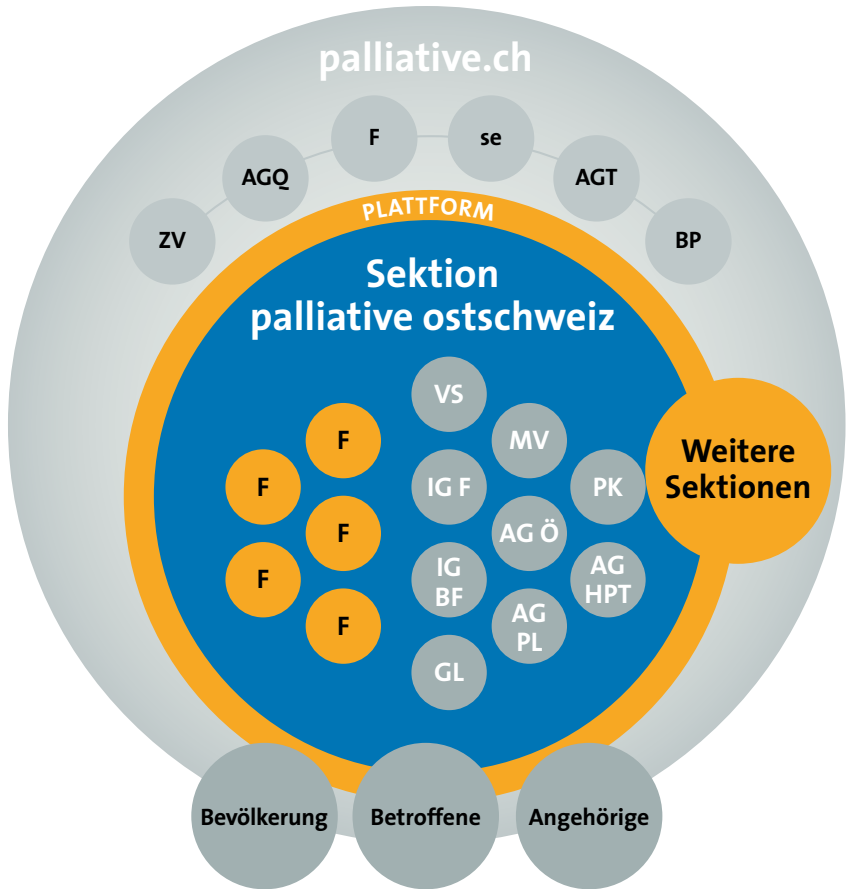 palliative.ch
F
se
AGQ
AGT
ZV
BP
PLATTFORM
Sektion
palliative ostschweiz
VS
F
MV
F
IG F
PK
Weitere
Sektionen
F
AG Ö
F
IG
BF
AG
HPT
F
AG
PL
GL
Bevölkerung
Betroffene
Angehörige